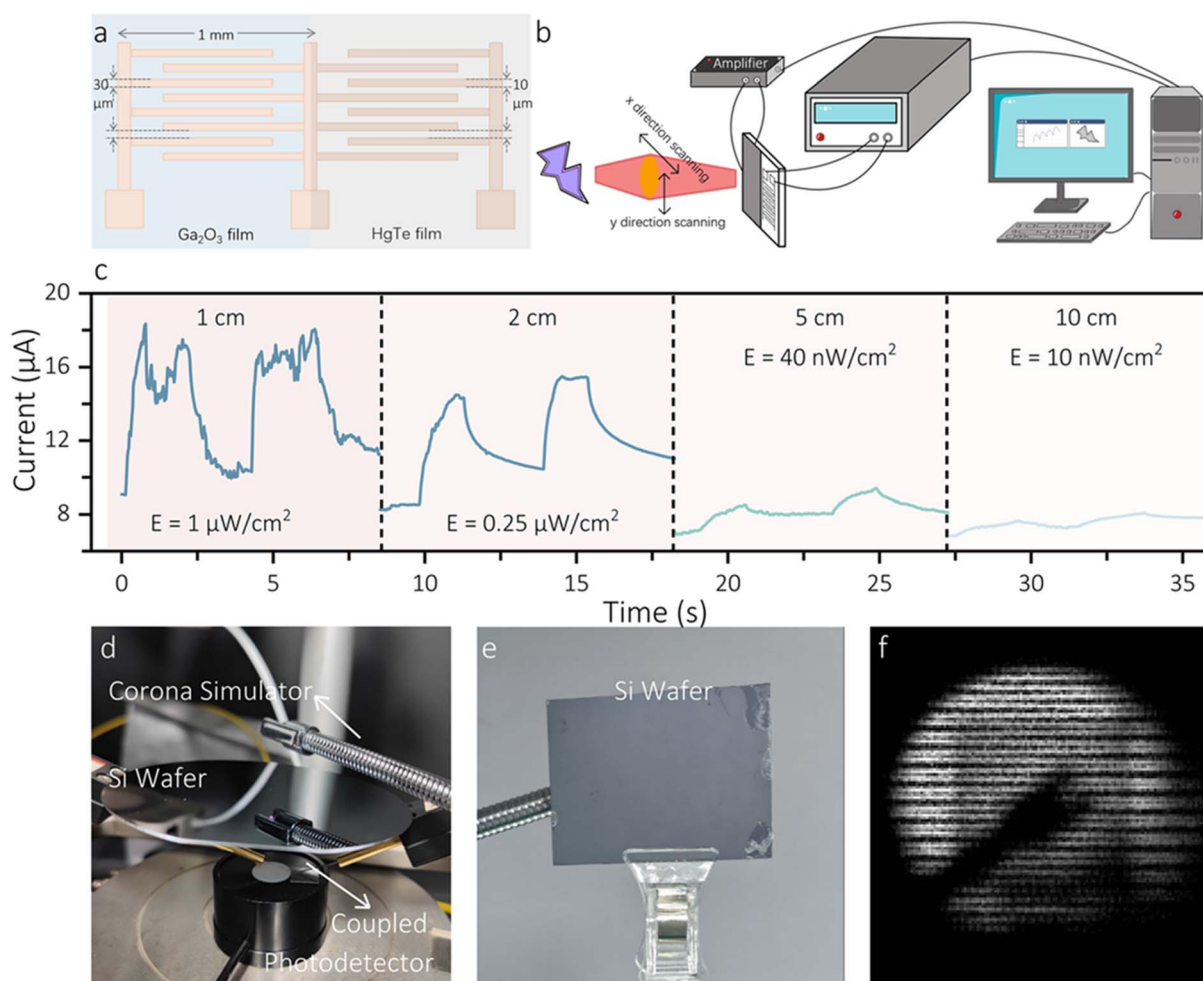 a
1 mm
30
μm
10
μm
Ga₂O₃ film
HgTe film
b
Amplifier
x direction scanning
y direction scanning
c
20
16
12
8
Current (μA)
1 cm
E = 1 μW/cm²
2 cm
E = 0.25 μW/cm²
5 cm
E = 40 nW/cm²
10 cm
E = 10 nW/cm²
0
5
10
15
20
25
30
35
Time (s)
d
Corona Simulator
Si Wafer
Coupled
Photodetector
e
Si Wafer
f